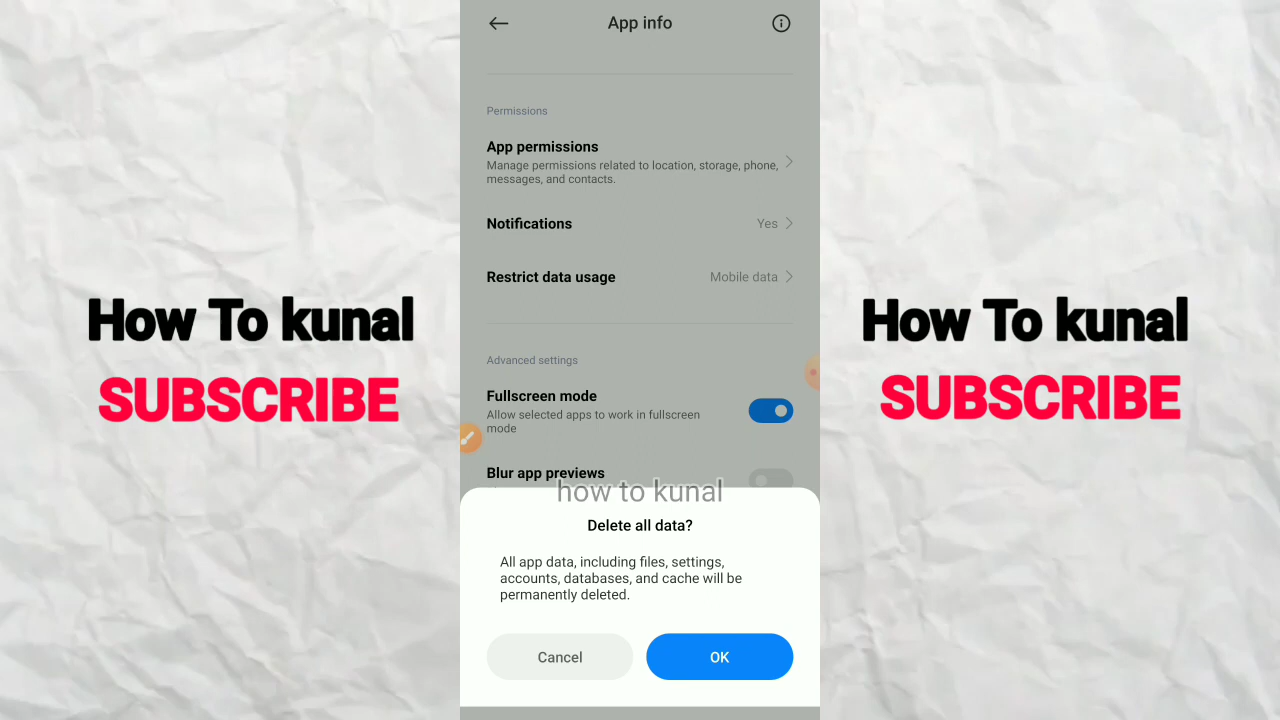 App info
Permissions
App permissions
Manage permissions related to location, storage, phone,
messages, and contacts.
Notifications
Yes
Restrict data usage
Mobile data
Advanced settings
Fullscreen mode
Allow selected apps to work in fullscreen
mode
Blur app previews
how to kunal
Delete all data?
All app data, including files, settings,
accounts, databases, and cache will be
permanently deleted.
Cancel
OK
How To kunal
SUBSCRIBE
How To kunal
SUBSCRIBE